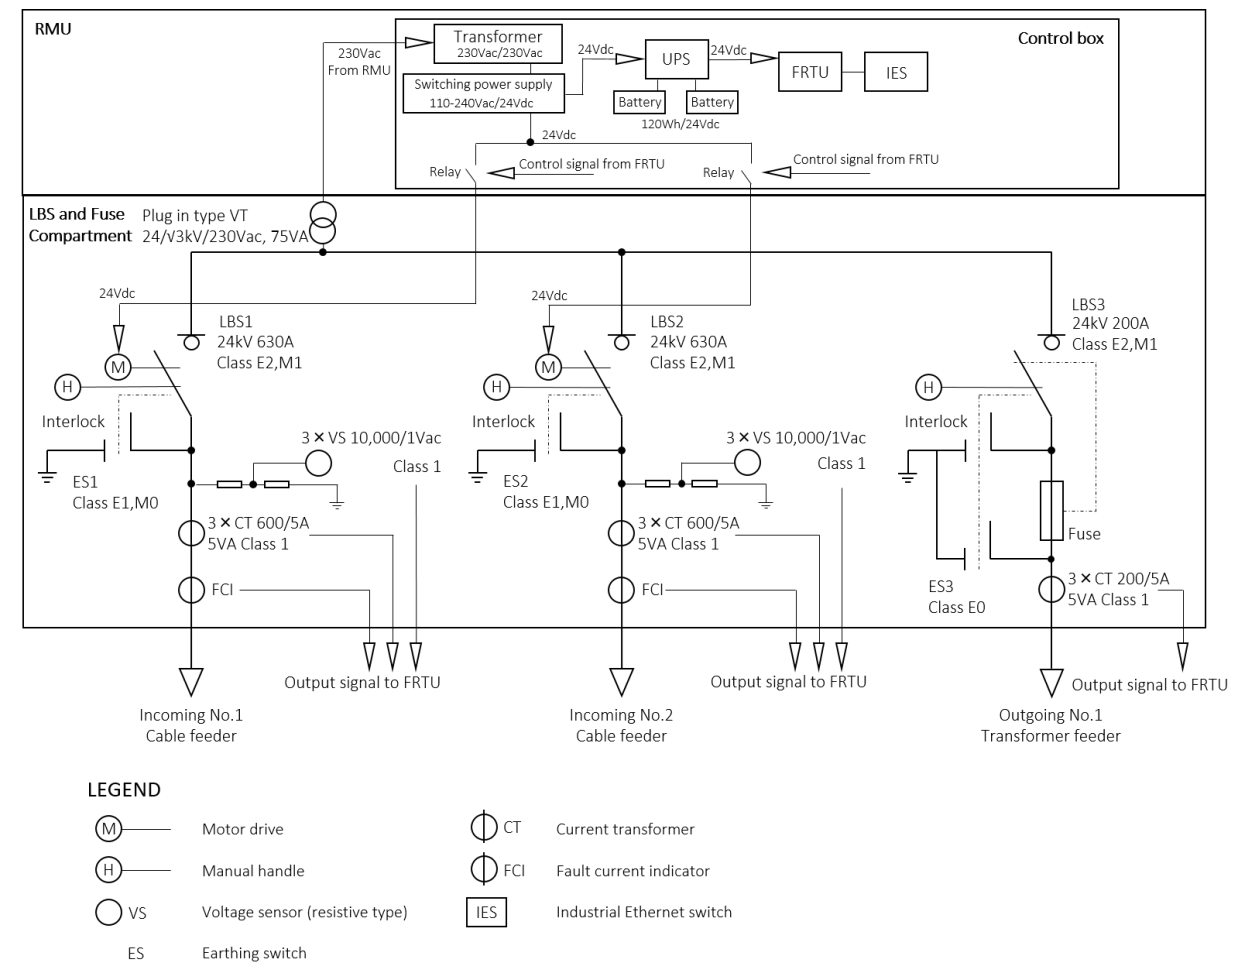 RMU
Control box
230Vac
From RMU
Transformer
230Vac/230Vac
Switching power supply
110-240Vac/24Vdc
24Vdc
UPS
24Vdc
FRTU
IES
Battery
Battery
120Wh/24Vdc
24Vdc
Relay
Control signal from FRTU
Relay
Control signal from FRTU
LBS and Fuse
Compartment
Plug in type VT
24/√3kV/230Vac, 75VA
24Vdc
LBS1
24kV 630A
Class E2,M1
M
H
Interlock
ES1
Class E1,M0
3 × VS 10,000/1Vac
Class 1
3 × CT 600/5A
5VA Class 1
FCI
24Vdc
LBS2
24kV 630A
Class E2,M1
M
H
Interlock
ES2
Class E1,M0
3 × VS 10,000/1Vac
Class 1
3 × CT 600/5A
5VA Class 1
FCI
LBS3
24kV 200A
Class E2,M1
H
Interlock
Fuse
ES3
Class E0
3 × CT 200/5A
5VA Class 1
Output signal to FRTU
Output signal to FRTU
Output signal to FRTU
Incoming No.1
Cable feeder
Incoming No.2
Cable feeder
Outgoing No.1
Transformer feeder
LEGEND
M Motor drive
H Manual handle
VS Voltage sensor (resistive type)
ES Earthing switch
CT Current transformer
FCI Fault current indicator
IES Industrial Ethernet switch